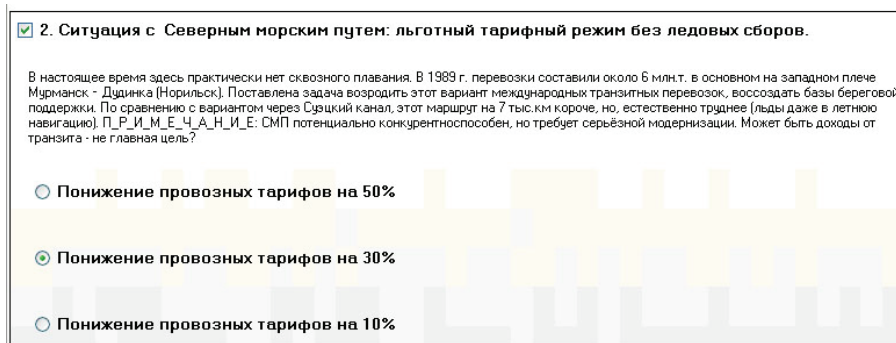 2. Ситуация с Северным морским путем: льготный тарифный режим без ледовых сборов.
В настоящее время здесь практически нет сквозного плавания. В 1989 г. перевозки составили около 6 млн.т. в основном на западном плече
Мурманск - Дудинка (Норильск). Поставлена задача возродить этот вариант международных транзитных перевозок, воссоздать базы береговой
поддержки. По сравнению с вариантом через Суэцкий канал, этот маршрут на 7 тыс.км короче, но, естественно труднее (льды даже в летнюю
навигацию). П_Р_И_М_Е_Ч_А_Н_И_Е: СМП потенциально конкурентноспособен, но требует серьёзной модернизации. Может быть доходы от
транзита - не главная цель?
Понижение провозных тарифов на 50%
Понижение провозных тарифов на 30%
Понижение провозных тарифов на 10%